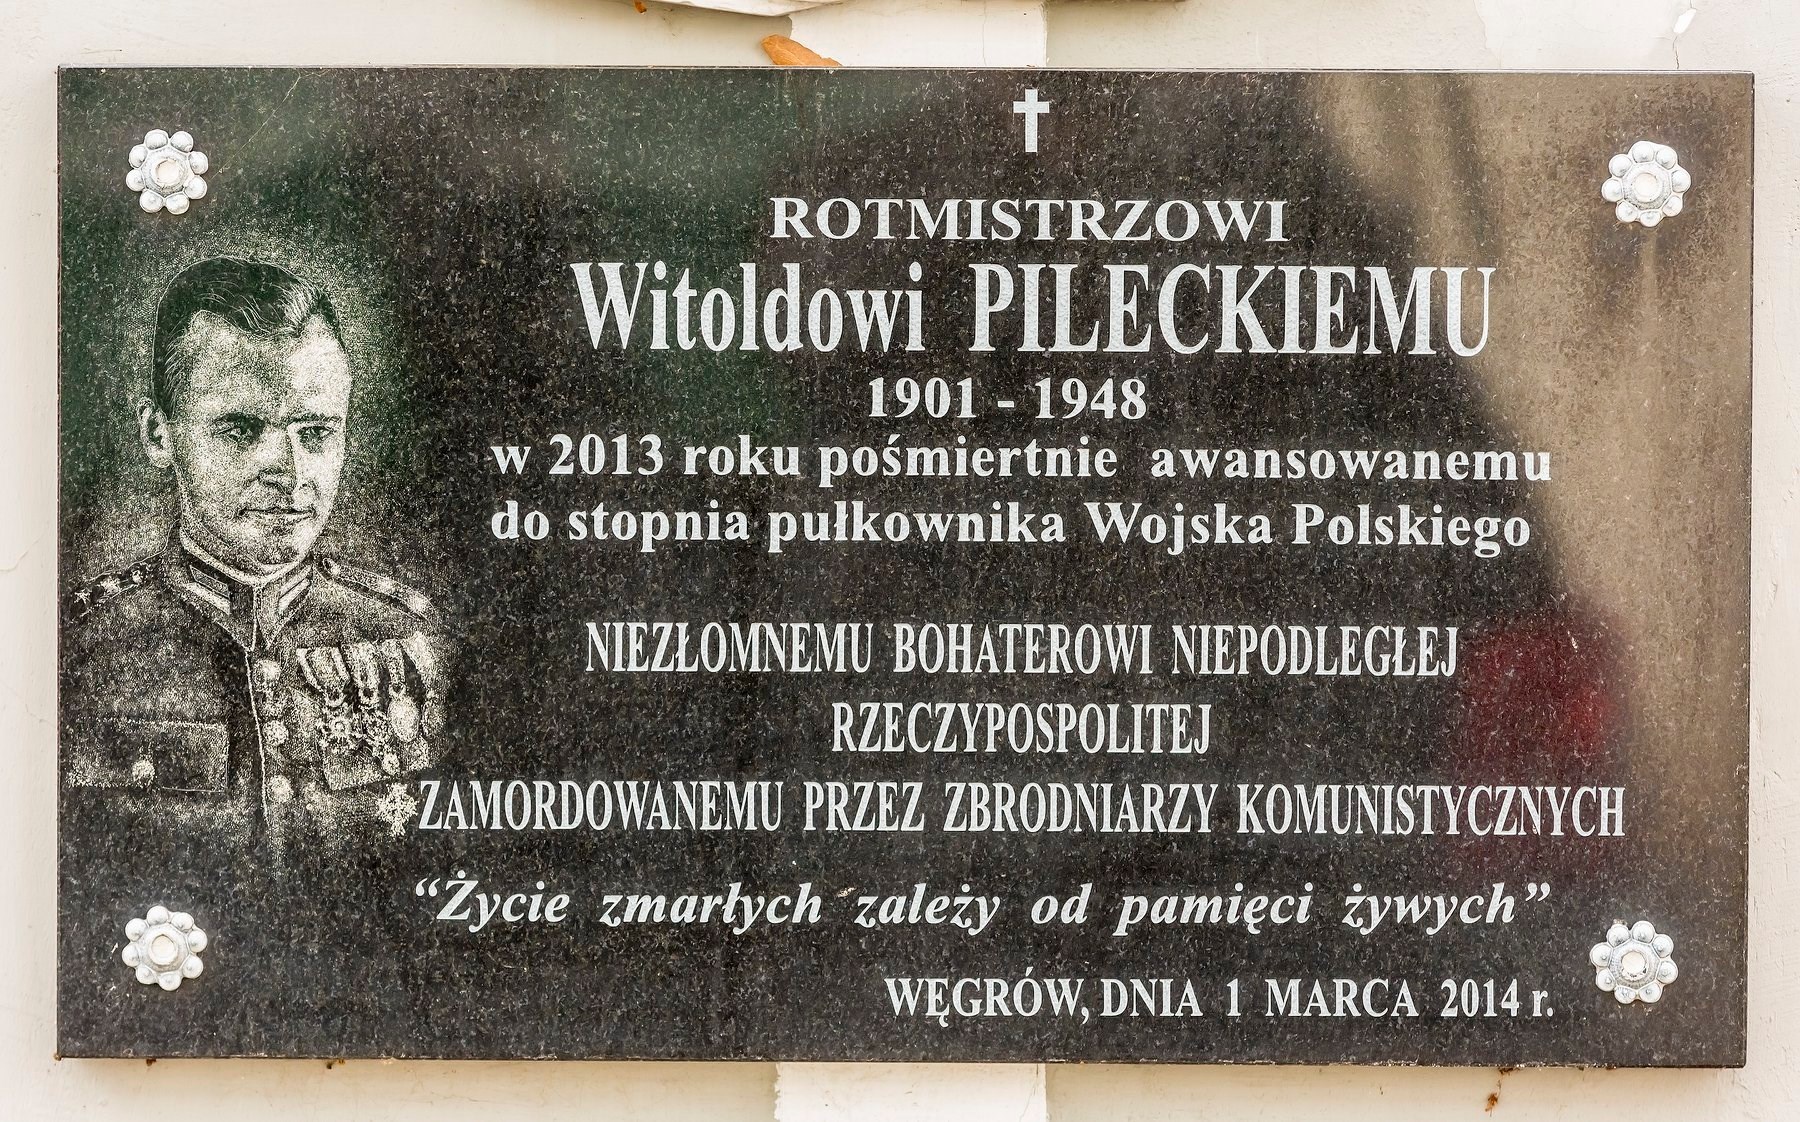 ROTMISTRZOWI
Witoldowi PILECKIEMU
1901 - 1948
w 2013 roku pośmiertnie awansowanemu
do stopnia pułkownika Wojska Polskiego
NIEZŁOMNEMU BOHATEROWI NIEPODLEGŁEJ
RZECZYPOSPOLITEJ
ZAMORDOWANEMU PRZEZ ZBRODNIARZY KOMUNISTYCZNYCH
“Życie zmarłych zależy od pamięci żywych”
WĘGRÓW, DNIA 1 MARCA 2014 r.